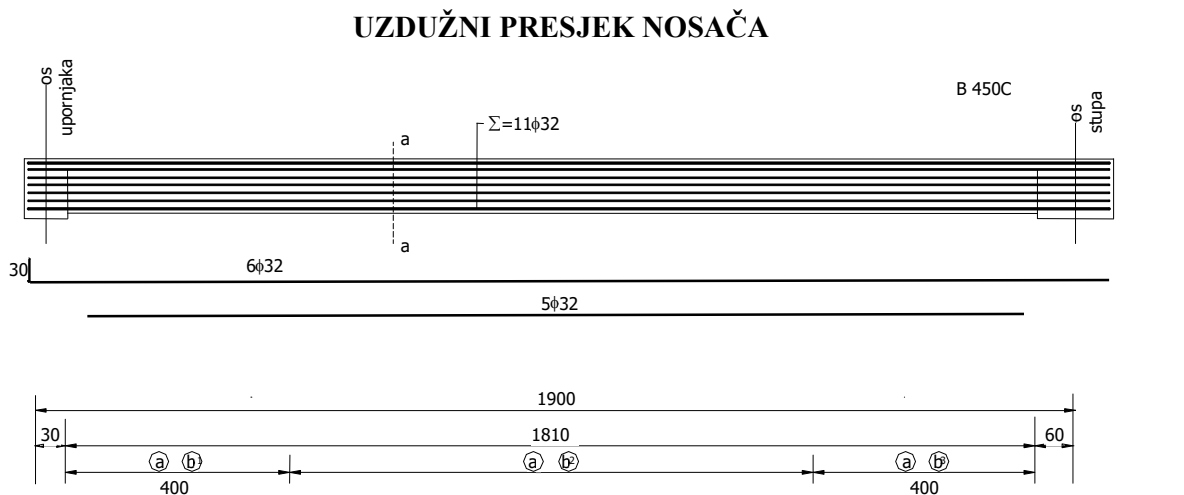 UZDUŽNI PRESJEK NOSAČA
os
upornjaka
B 450C
os
stupa
∑=11ϕ32
a
a
30
6ϕ32
5ϕ32
1900
30
1810
60
a b1
a b2
a b3
400
400